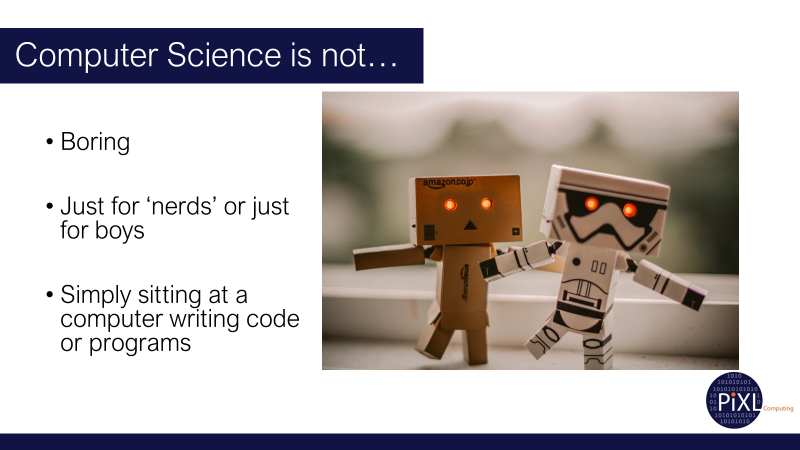 Computer Science is not…
• Boring
• Just for ‘nerds’ or just
for boys
• Simply sitting at a
computer writing code
or programs
amazon.co.jp
PiXL
Computing